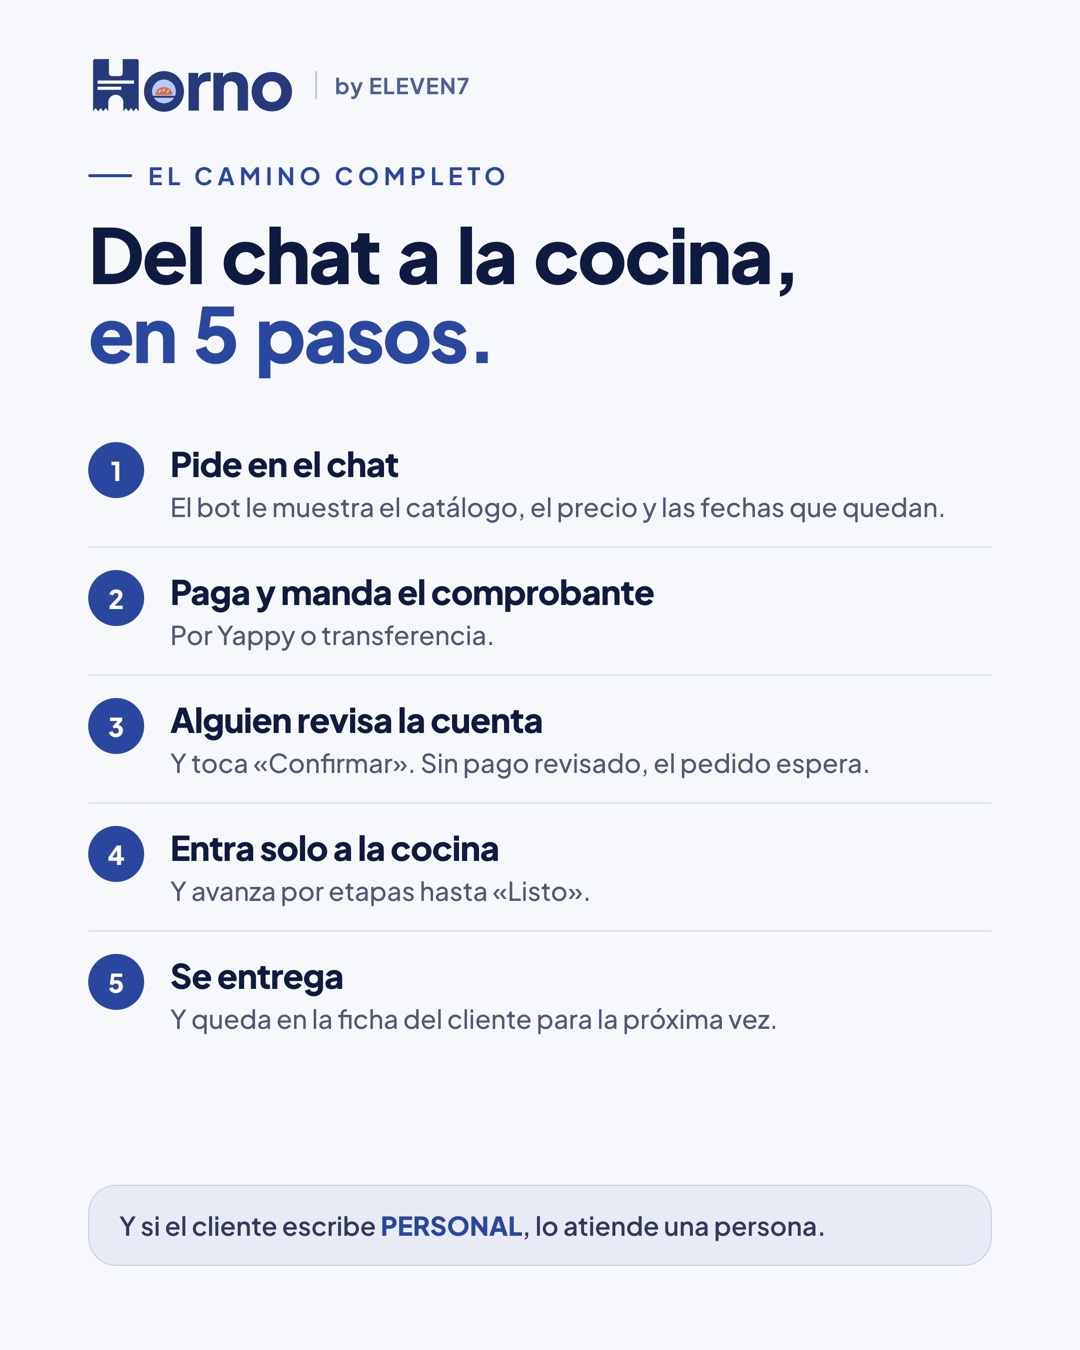 Horno | by ELEVEN7
EL CAMINO COMPLETO
Del chat a la cocina,
en 5 pasos.
1 Pide en el chat
El bot le muestra el catálogo, el precio y las fechas que quedan.
2 Paga y manda el comprobante
Por Yappy o transferencia.
3 Alguien revisa la cuenta
Y toca «Confirmar». Sin pago revisado, el pedido espera.
4 Entra solo a la cocina
Y avanza por etapas hasta «Listo».
5 Se entrega
Y queda en la ficha del cliente para la próxima vez.
Y si el cliente escribe PERSONAL, lo atiende una persona.